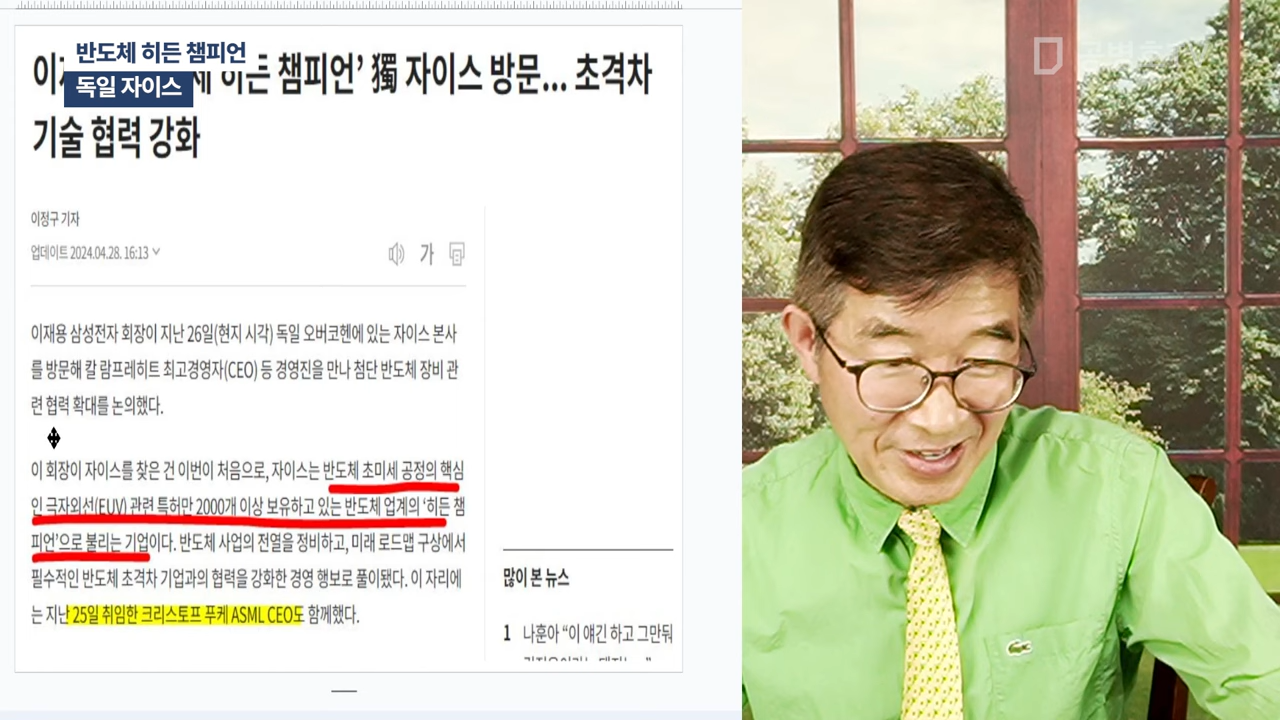 반도체 히든 챔피언
독일 자이스
챔피언’ 獨 자이스 방문... 초격차
기술 협력 강화
이정구 기자
업데이트 2024.04.28. 16:13
가
이재용 삼성전자 회장이 지난 26일(현지 시각) 독일 오버코헨에 있는 자이스 본사
를 방문해 칼 람프레히트 최고경영자(CEO) 등 경영진을 만나 첨단 반도체 장비 관
련 협력 확대를 논의했다.
이 회장이 자이스를 찾은 건 이번이 처음으로, 자이스는 반도체 초미세 공정의 핵심
인 극자외선(EUV) 관련 특허만 2000개 이상 보유하고 있는 반도체 업계의 ‘히든 챔
피언’으로 불리는 기업이다. 반도체 사업의 전열을 정비하고, 미래 로드맵 구상에서
필수적인 반도체 초격차 기업과의 협력을 강화한 경영 행보로 풀이됐다. 이 자리에
는 지난 25일 취임한 크리스토프 푸케 ASML CEO도 함께했다.
많이 본 뉴스
1 나훈아 “이 얘긴 하고 그만둬